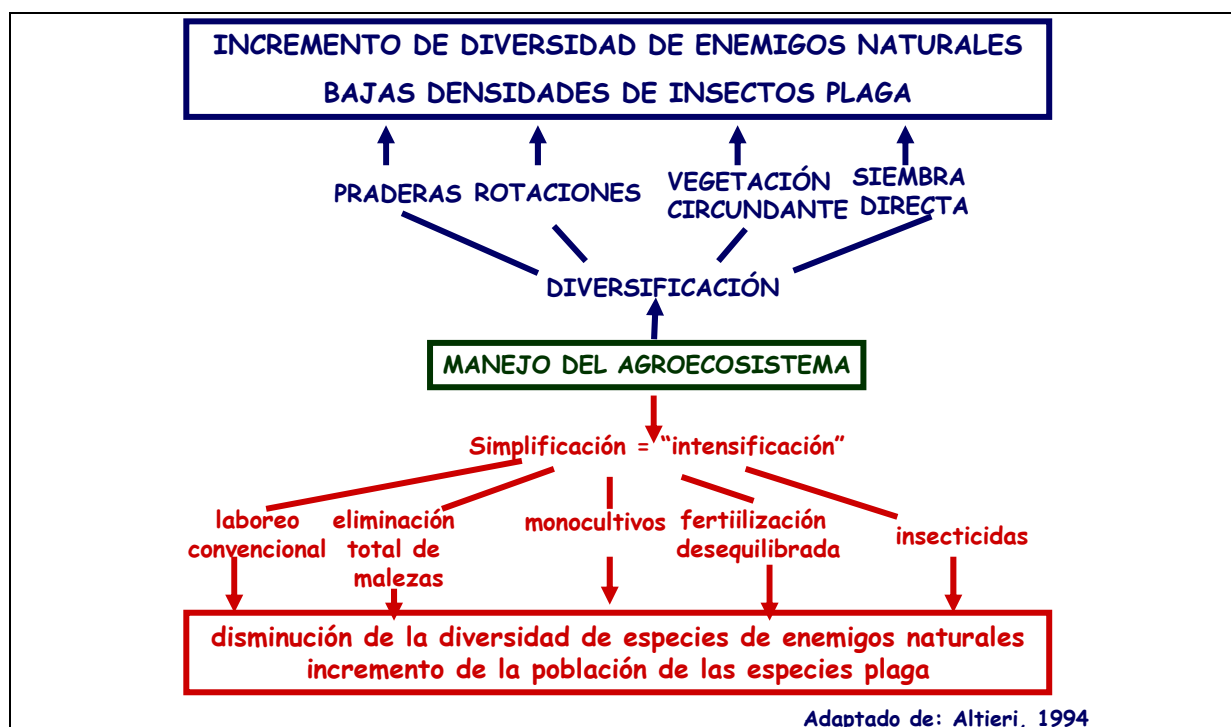 INCREMENTO DE DIVERSIDAD DE ENEMIGOS NATURALES
BAJAS DENSIDADES DE INSECTOS PLAGA
PRADERAS
ROTACIONES
VEGETACIÓN
CIRCUNDANTE
SIEMBRA
DIRECTA
DIVERSIFICACIÓN
MANEJO DEL AGROECOSISTEMA
Simplificación = “intensificación”
laboreo
convencional
eliminación
total de
malezas
monocultivos
fertiilización
desequilibrada
insecticidas
disminución de la diversidad de especies de enemigos naturales
incremento de la población de las especies plaga
Adaptado de: Altieri, 1994